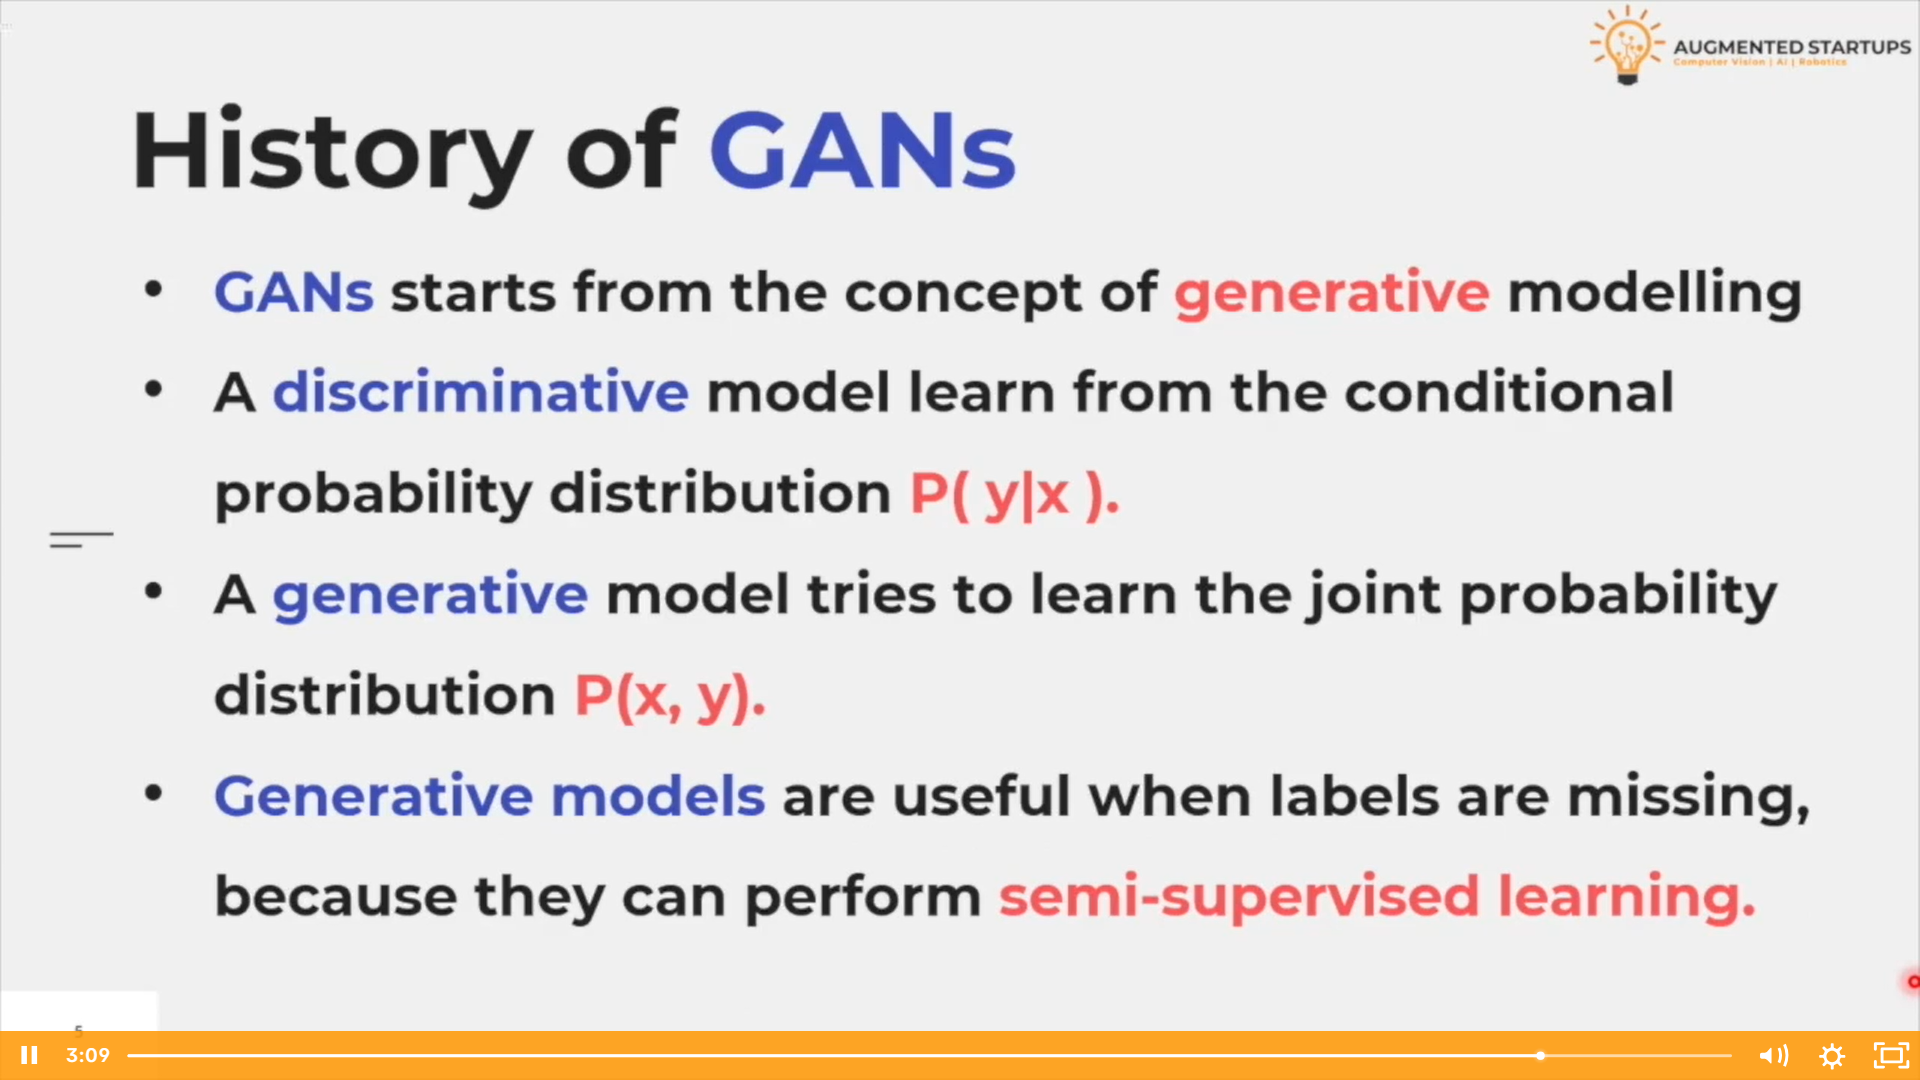 AUGMENTED STARTUPS
Computer Vision | AI | Robotics
History of GANs
• GANs starts from the concept of generative modelling
• A discriminative model learn from the conditional
probability distribution P( y|x ).
• A generative model tries to learn the joint probability
distribution P(x, y).
• Generative models are useful when labels are missing,
because they can perform semi-supervised learning.
5
3:09